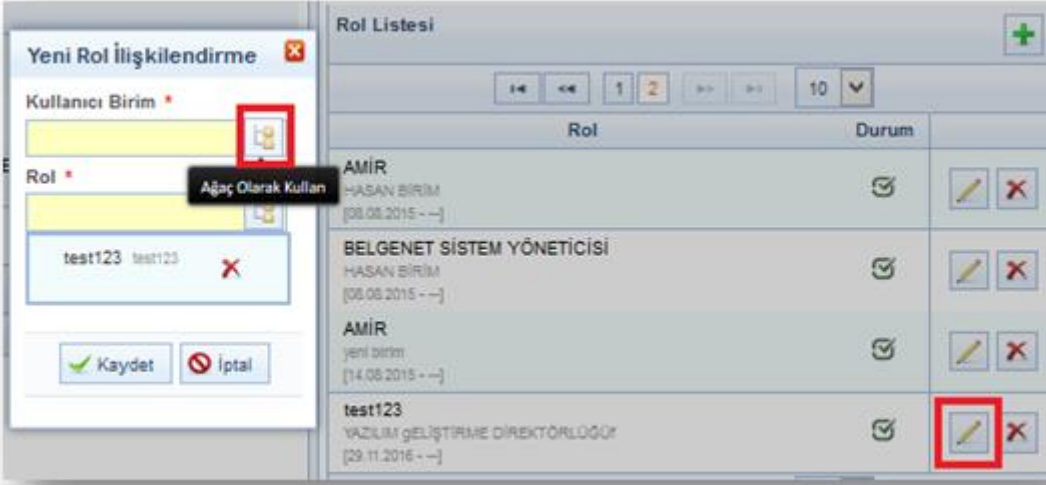 Yeni Rol İlişkilendirme
Kullanıcı Birim *
Rol *
Ağaç Olarak Kullan
test123 test123
Kaydet
İptal
Rol Listesi
1 2
10
Rol Durum
AMİR
HASAN BİRİM
[08.08.2015 - ---]
BELGENET SİSTEM YÖNETİCİSİ
HASAN BİRİM
[08.08.2015 - ---]
AMİR
yeni birim
[14.08.2015 - ---]
test123
YAZILIM gELİŞTİRME DİREKTÖRLÜĞÜf
[29.11.2016 - ---]